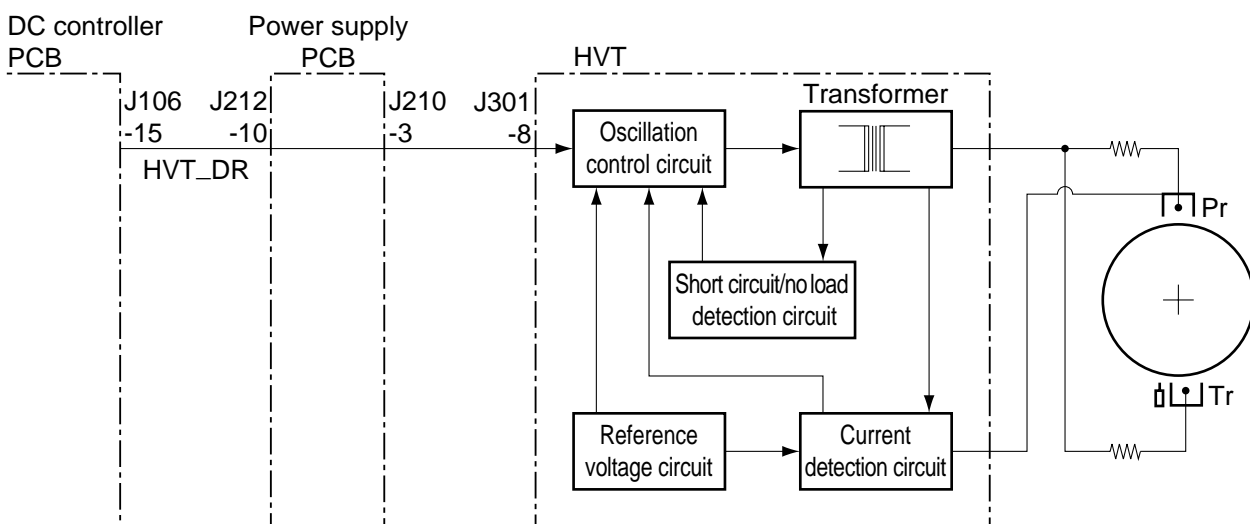 DC controller
PCB
Power supply
PCB
HVT
J106
-15
J212
-10
J210
-3
J301
-8
HVT_DR
Oscillation
control circuit
Transformer
Pr
Short circuit/no load
detection circuit
Tr
Reference
voltage circuit
Current
detection circuit